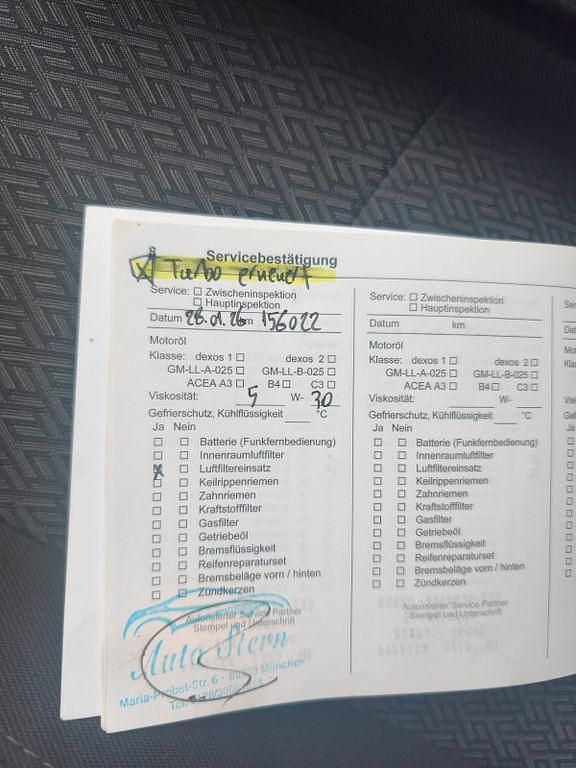 Servicebestätigung
X Turbo erneuert
Service: Zwischeninspektion
Hauptinspektion
Datum 28.01.26 km 156022
Motoröl
Klasse: dexos 1 dexos 2
GM-LL-A-025 GM-LL-B-025
ACEA A3 B4 C3
Viskosität: 5 W- 30
Gefrierschutz, Kühlflüssigkeit °C
Ja Nein
Batterie (Funkfernbedienung)
Innenraumluftfilter
x Luftfiltereinsatz
Keilrippenriemen
Zahnriemen
Kraftstofffilter
Gasfilter
Getriebeöl
Bremsflüssigkeit
Reifenreparaturset
Bremsbeläge vorn / hinten
Zündkerzen
Autorisierter Service Partner
Stempel und Unterschrift
Auto Stern
Maria-Probst-Str. 6 · München
Tel.
Service: Zwischeninspektion
Hauptinspektion
Datum km
Motoröl
Klasse: dexos 1 dexos 2
GM-LL-A-025 GM-LL-B-025
ACEA A3 B4 C3
Viskosität: W-
Gefrierschutz, Kühlflüssigkeit °C
Ja Nein
Batterie (Funkfernbedienung)
Innenraumluftfilter
Luftfiltereinsatz
Keilrippenriemen
Zahnriemen
Kraftstofffilter
Gasfilter
Getriebeöl
Bremsflüssigkeit
Reifenreparaturset
Bremsbeläge vorn / hinten
Zündkerzen
Autorisierter Service Partner
Stempel und Unterschrift